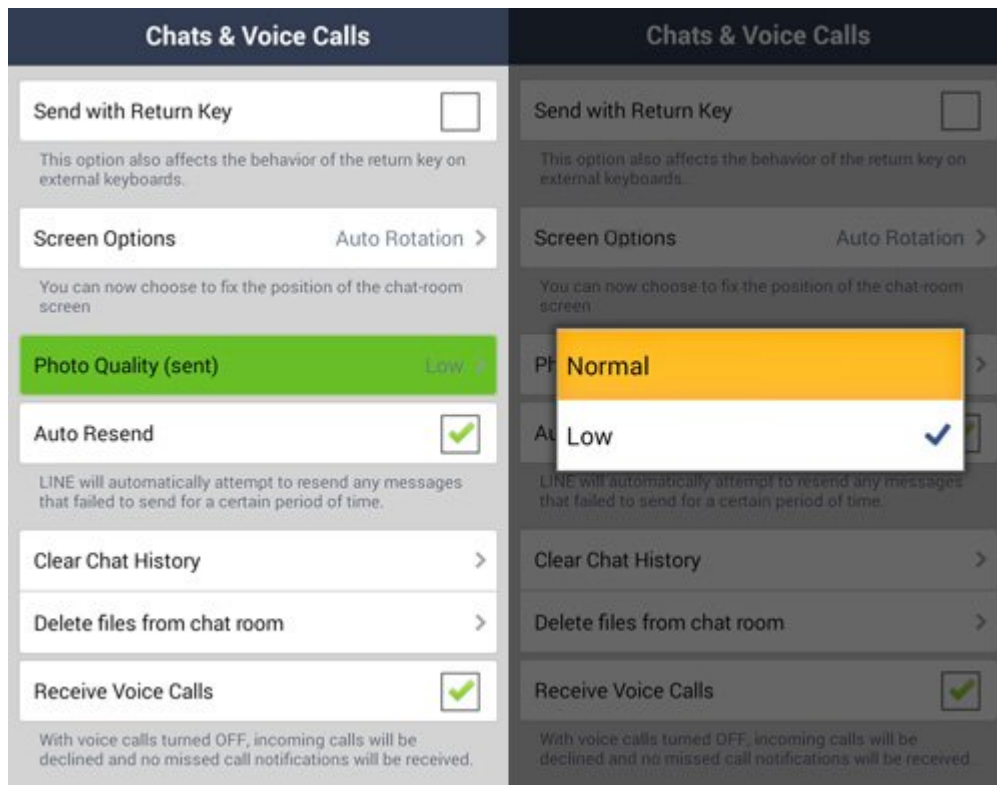 Chats & Voice Calls
Send with Return Key
This option also affects the behavior of the return key on
external keyboards.
Screen Options Auto Rotation >
You can now choose to fix the position of the chat-room
screen
Photo Quality (sent) Low >
Auto Resend
LINE will automatically attempt to resend any messages
that failed to send for a certain period of time.
Clear Chat History >
Delete files from chat room >
Receive Voice Calls
With voice calls turned OFF, incoming calls will be
declined and no missed call notifications will be received.
Chats & Voice Calls
Send with Return Key
This option also affects the behavior of the return key on
external keyboards.
Screen Options Auto Rotation >
You can now choose to fix the position of the chat-room
screen
Ph >
Normal
Au
Low
LINE will automatically attempt to resend any messages
that failed to send for a certain period of time.
Clear Chat History >
Delete files from chat room >
Receive Voice Calls
With voice calls turned OFF, incoming calls will be
declined and no missed call notifications will be received.